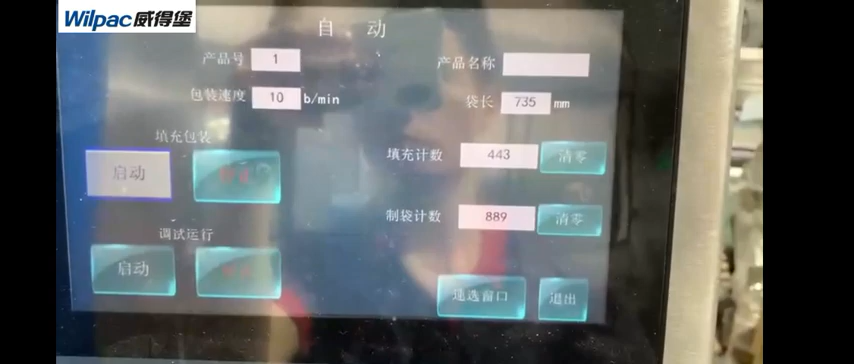 Wilpac威得堡
自 动
产品号 1
产品名称
包装速度 10 b/min
袋长 735 mm
填充包装
填充计数 443 清零
启动
制袋计数 889 清零
调试运行
启动
速选窗口 退出